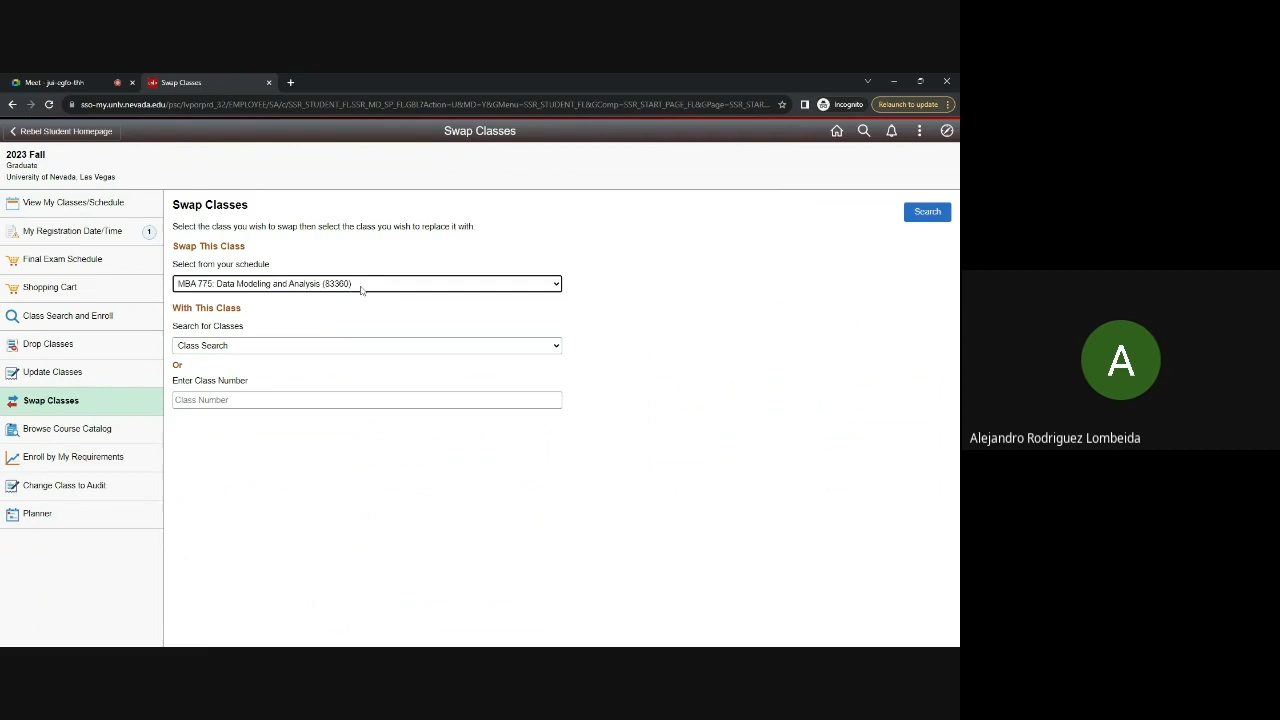 Meet - jui-egfo-thh
Swap Classes
Incognito
Relaunch to update
Rebel Student Homepage
Swap Classes
2023 Fall
Graduate
University of Nevada, Las Vegas
View My Classes/Schedule
My Registration Date/Time
1
Final Exam Schedule
Shopping Cart
Class Search and Enroll
Drop Classes
Update Classes
Swap Classes
Browse Course Catalog
Enroll by My Requirements
Change Class to Audit
Planner
Swap Classes
Search
Select the class you wish to swap then select the class you wish to replace it with.
Swap This Class
Select from your schedule
MBA 775: Data Modeling and Analysis (83360)
With This Class
Search for Classes
Class Search
Or
Enter Class Number
Class Number
A
Alejandro Rodriguez Lombeida